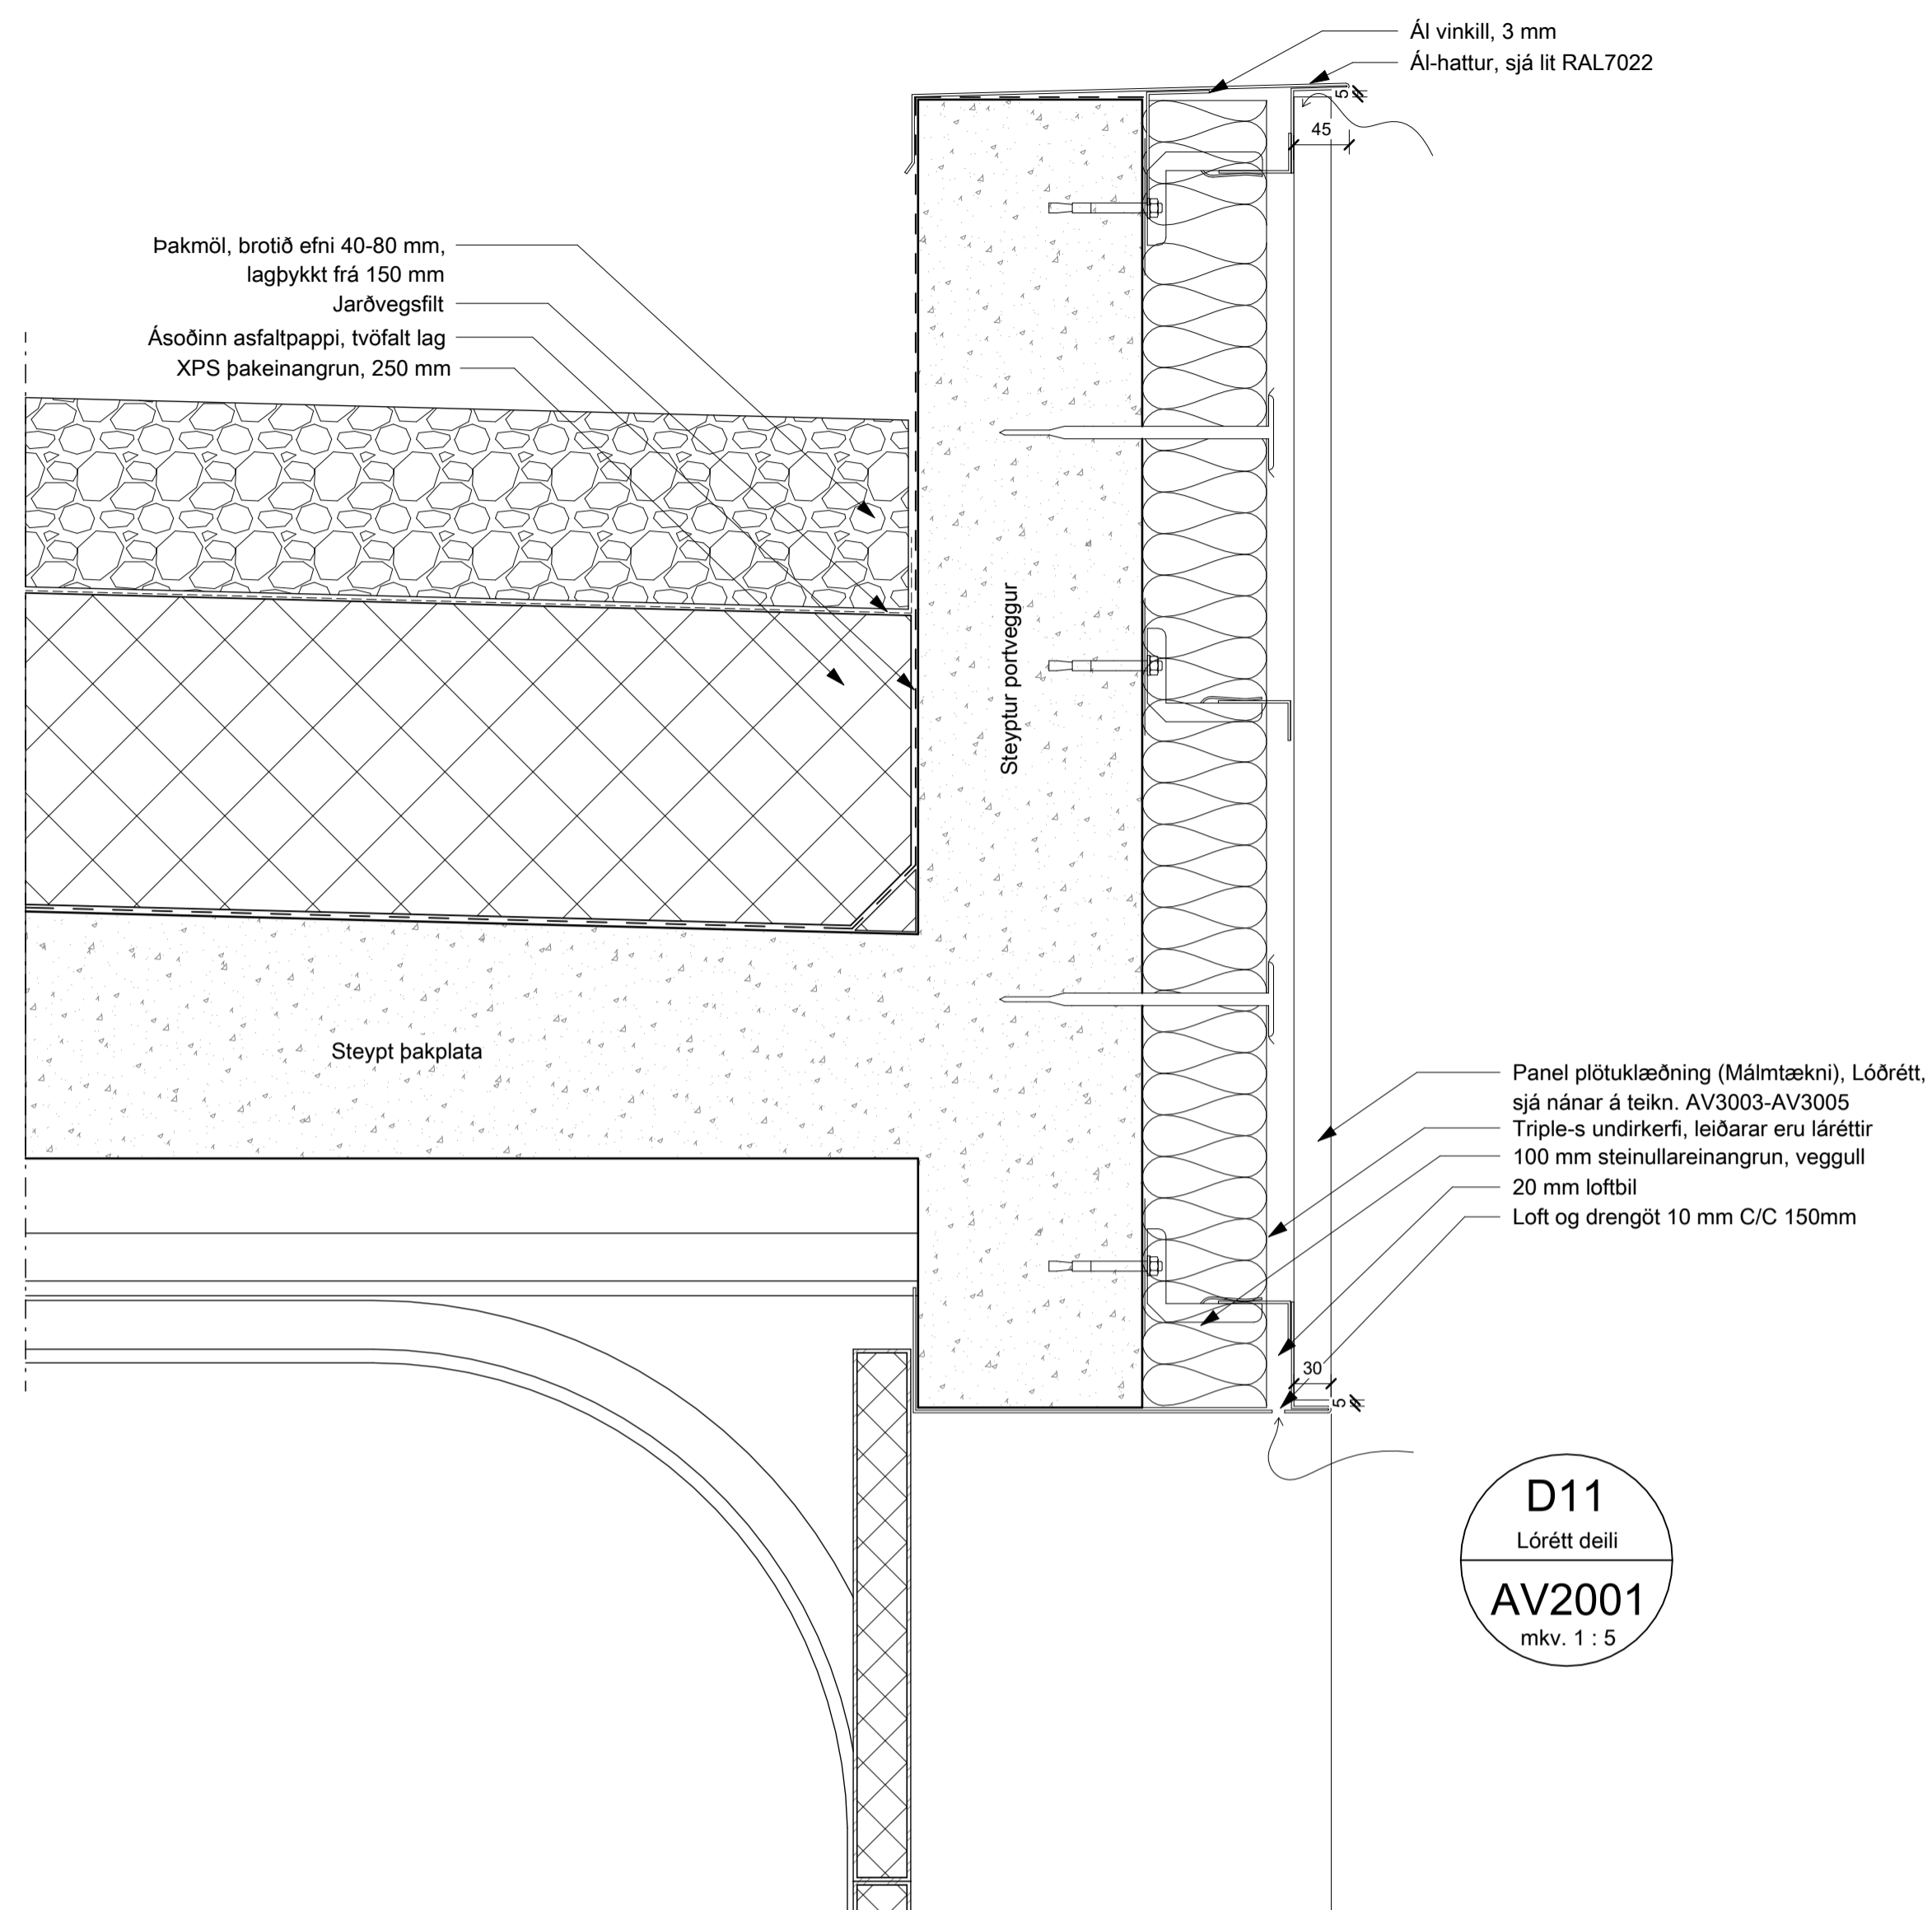 Ál vinkill, 3 mm
Ál-hattur, sjá lit RAL7022
5
45
Þakmöl, brotið efni 40-80 mm,
lagþykkt frá 150 mm
Jarðvegsfilt
Ásoðinn asfaltpappi, tvöfalt lag
XPS þakeinangrun, 250 mm
Steyptur portveggur
Steypt þakplata
Panel plötuklæðning (Málmtækni), Lóðrétt,
sjá nánar á teikn. AV3003-AV3005
Triple-s undirkerfi, leiðarar eru láréttir
100 mm steinullareinangrun, veggull
20 mm loftbil
Loft og drengöt 10 mm C/C 150mm
30
5
D11
Lórétt deili
AV2001
mkv. 1 : 5